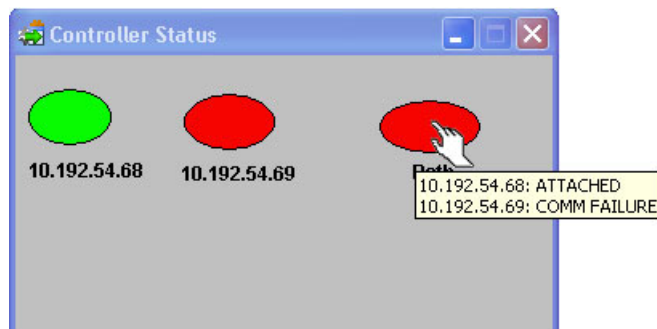 Controller Status
10.192.54.68
10.192.54.69
10.192.54.68: ATTACHED
10.192.54.69: COMM FAILURE